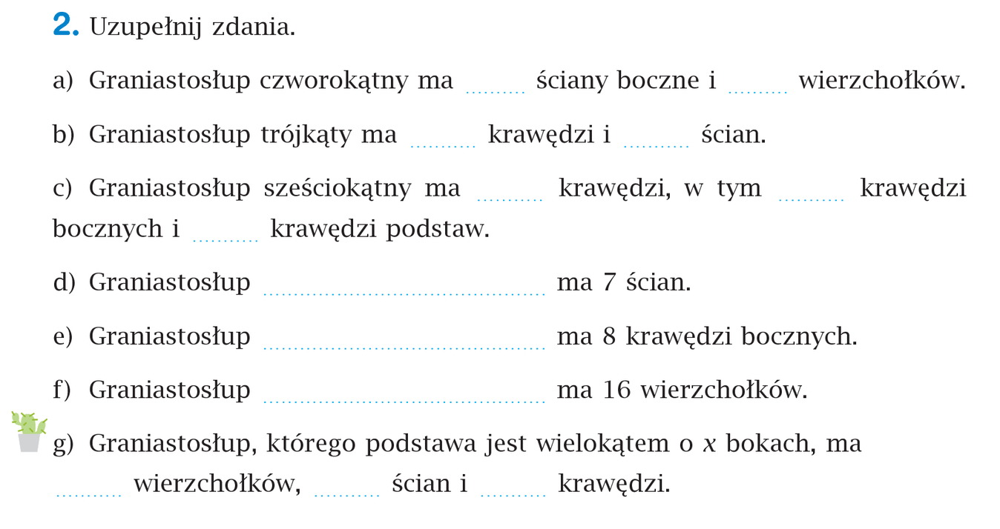 2. Uzupełnij zdania.
a) Graniastosłup czworokątny ma .......... ściany boczne i .......... wierzchołków.
b) Graniastosłup trójkąty ma ........... krawędzi i ........... ścian.
c) Graniastosłup sześciokątny ma ........... krawędzi, w tym ........... krawędzi
bocznych i ........... krawędzi podstaw.
d) Graniastosłup .............................................. ma 7 ścian.
e) Graniastosłup .............................................. ma 8 krawędzi bocznych.
f) Graniastosłup .............................................. ma 16 wierzchołków.
g) Graniastosłup, którego podstawa jest wielokątem o x bokach, ma
........... wierzchołków, ........... ścian i ........... krawędzi.